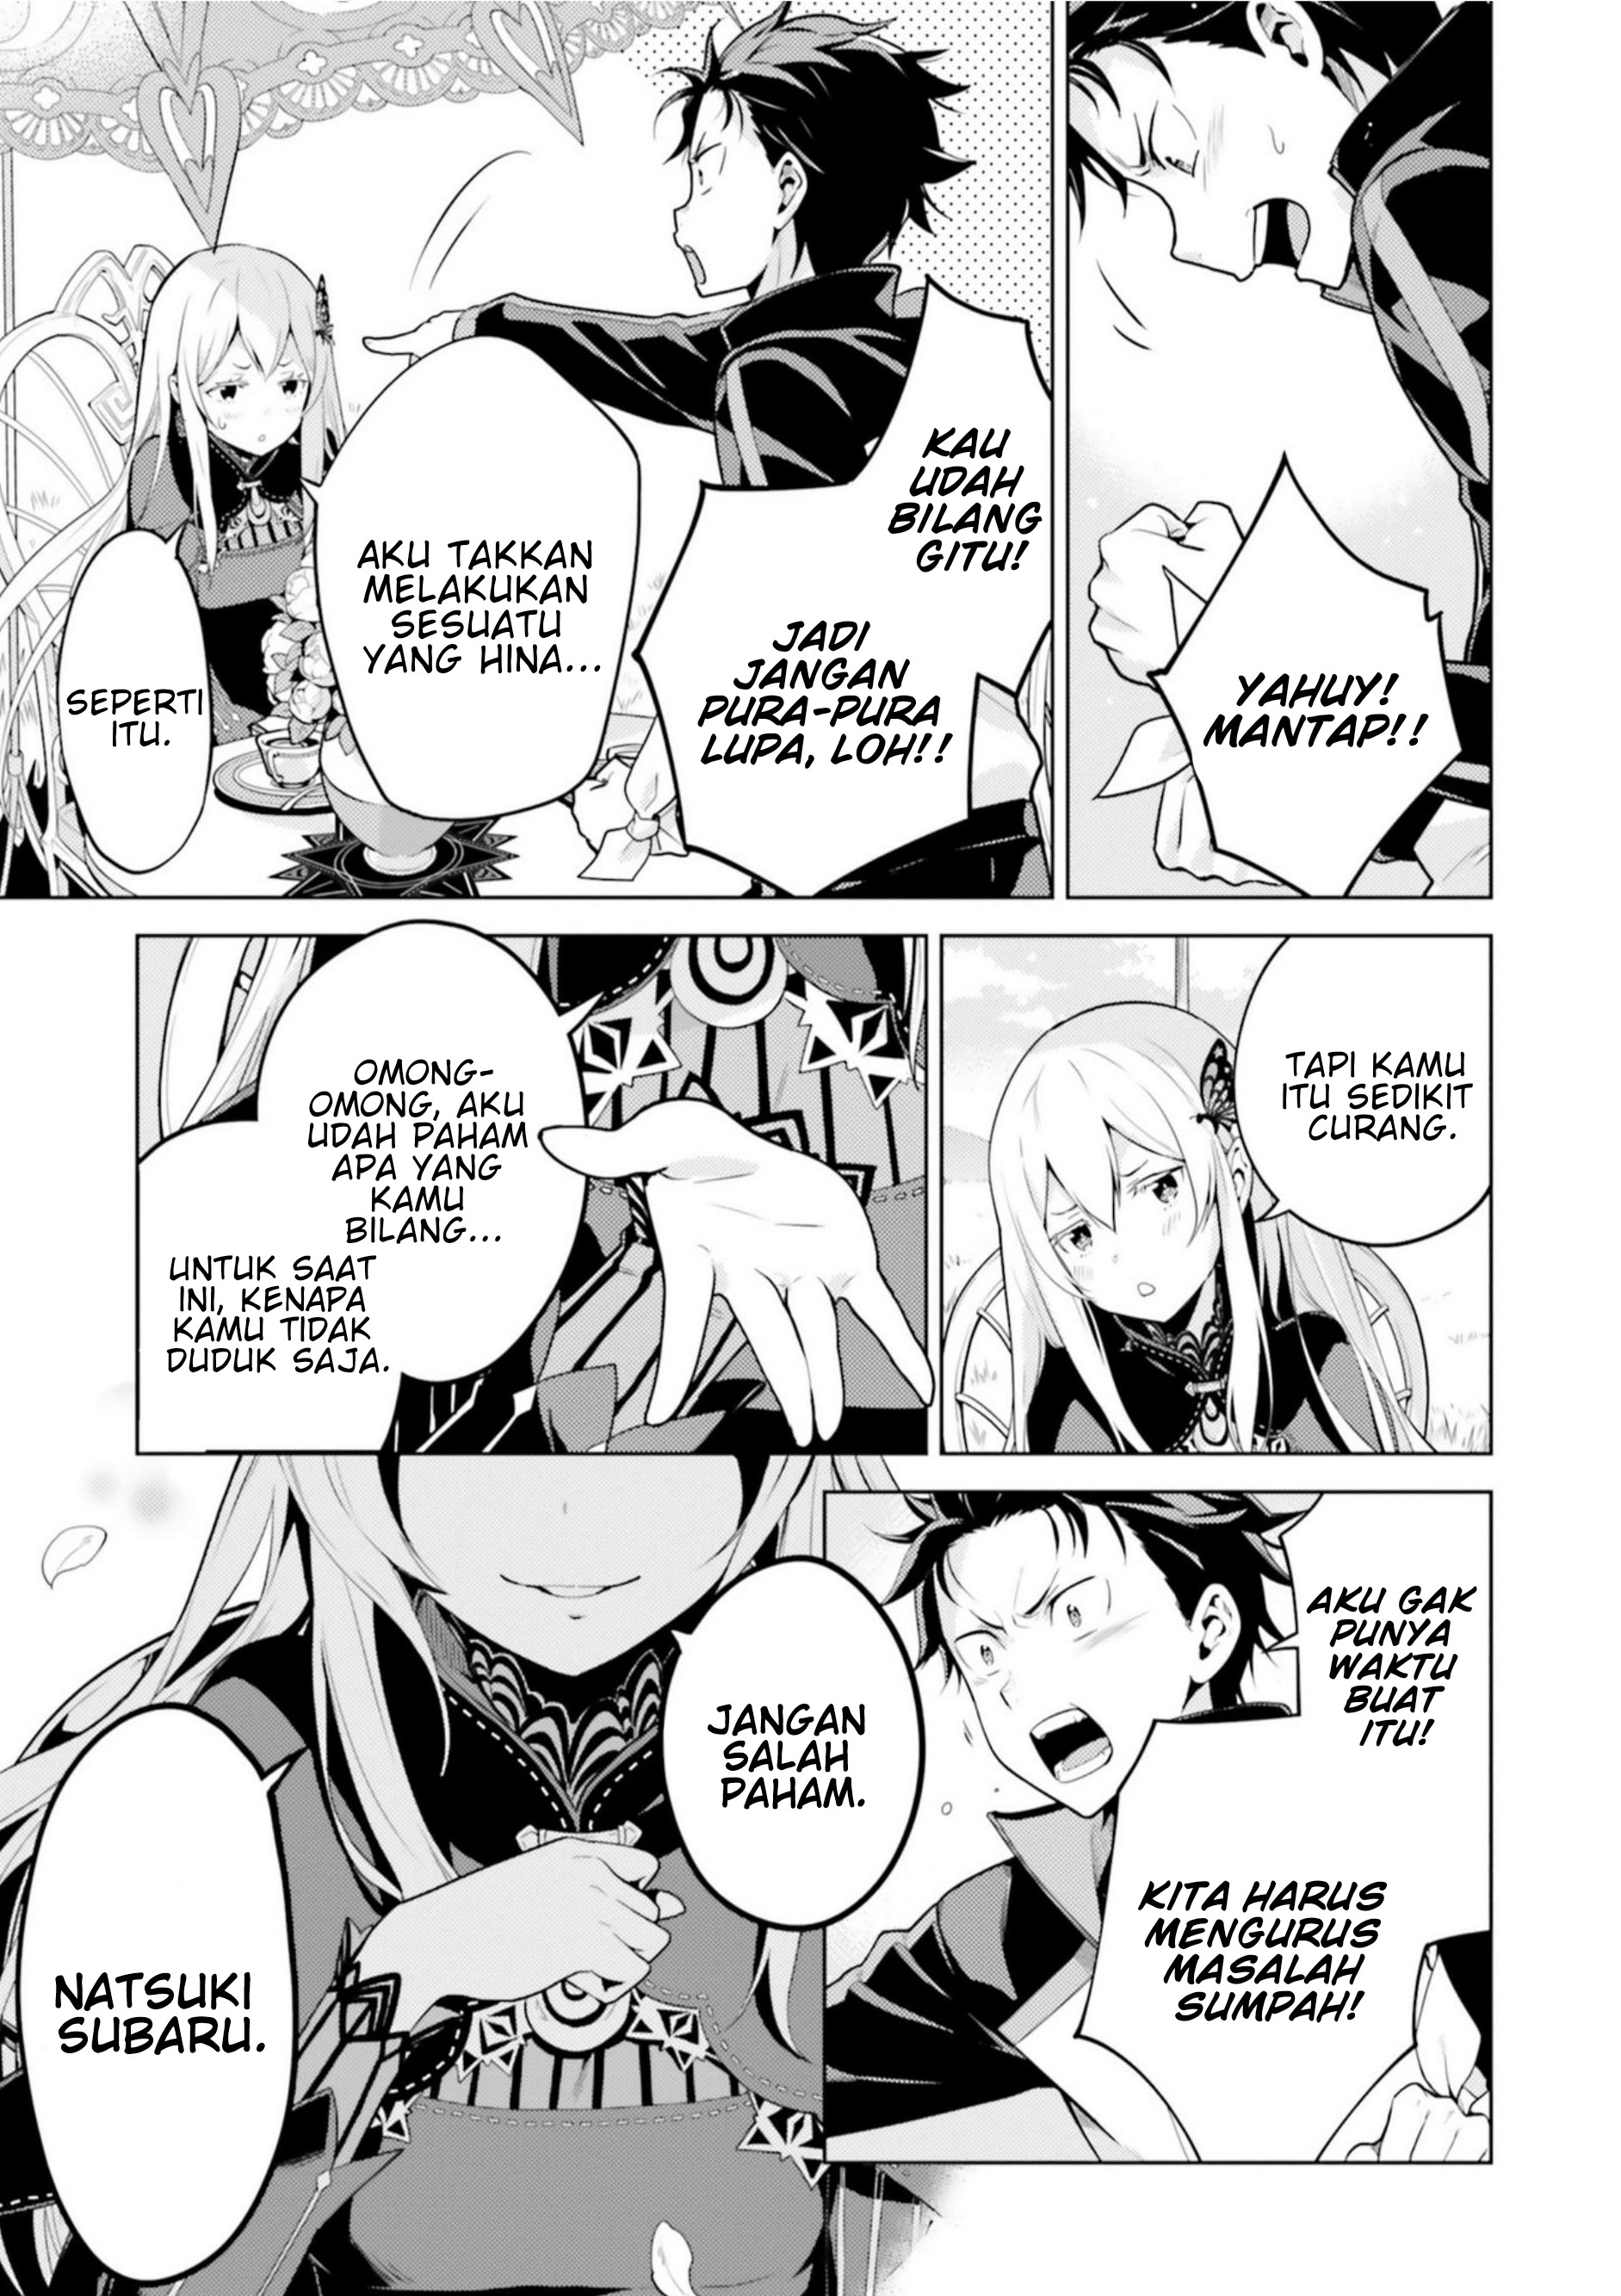 YAHUY!
MANTAP!!
KAU
UDAH
BILANG
GITU!
JADI
JANGAN
PURA-PURA
LUPA, LOH!!
AKU TAKKAN
MELAKUKAN
SESUATU
YANG HINA...
SEPERTI
ITU.
TAPI KAMU
ITU SEDIKIT
CURANG.
OMONG-
OMONG, AKU
UDAH PAHAM
APA YANG
KAMU
BILANG...
UNTUK SAAT
INI, KENAPA
KAMU TIDAK
DUDUK SAJA.
AKU GAK
PUNYA
WAKTU
BUAT
ITU!
KITA HARUS
MENGURUS
MASALAH
SUMPAH!
JANGAN
SALAH
PAHAM.
NATSUKI
SUBARU.